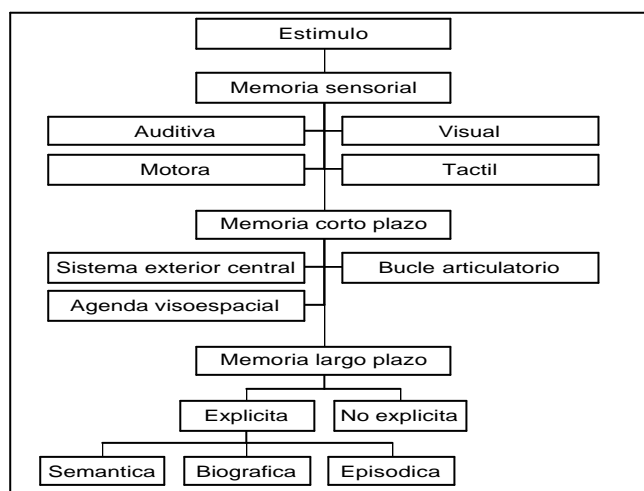 Estimulo
Memoria sensorial
Auditiva
Visual
Motora
Tactil
Memoria corto plazo
Sistema exterior central
Bucle articulatorio
Agenda visoespacial
Memoria largo plazo
Explicita
No explicita
Semantica
Biografica
Episodica